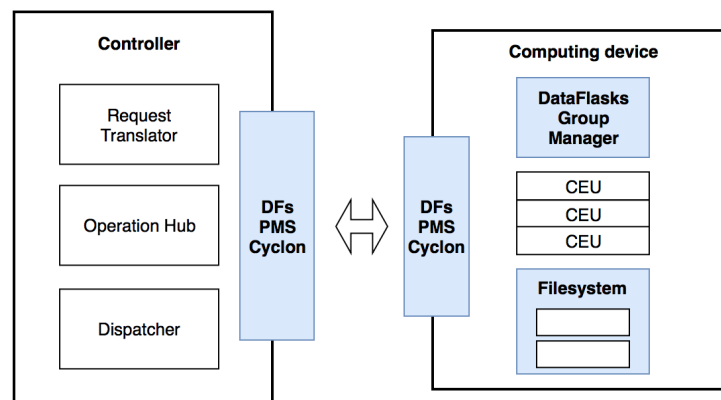 Controller
Request
Translator
Operation Hub
Dispatcher
DFs
PMS
Cyclon
DFs
PMS
Cyclon
Computing device
DataFlasks
Group
Manager
CEU
CEU
CEU
Filesystem